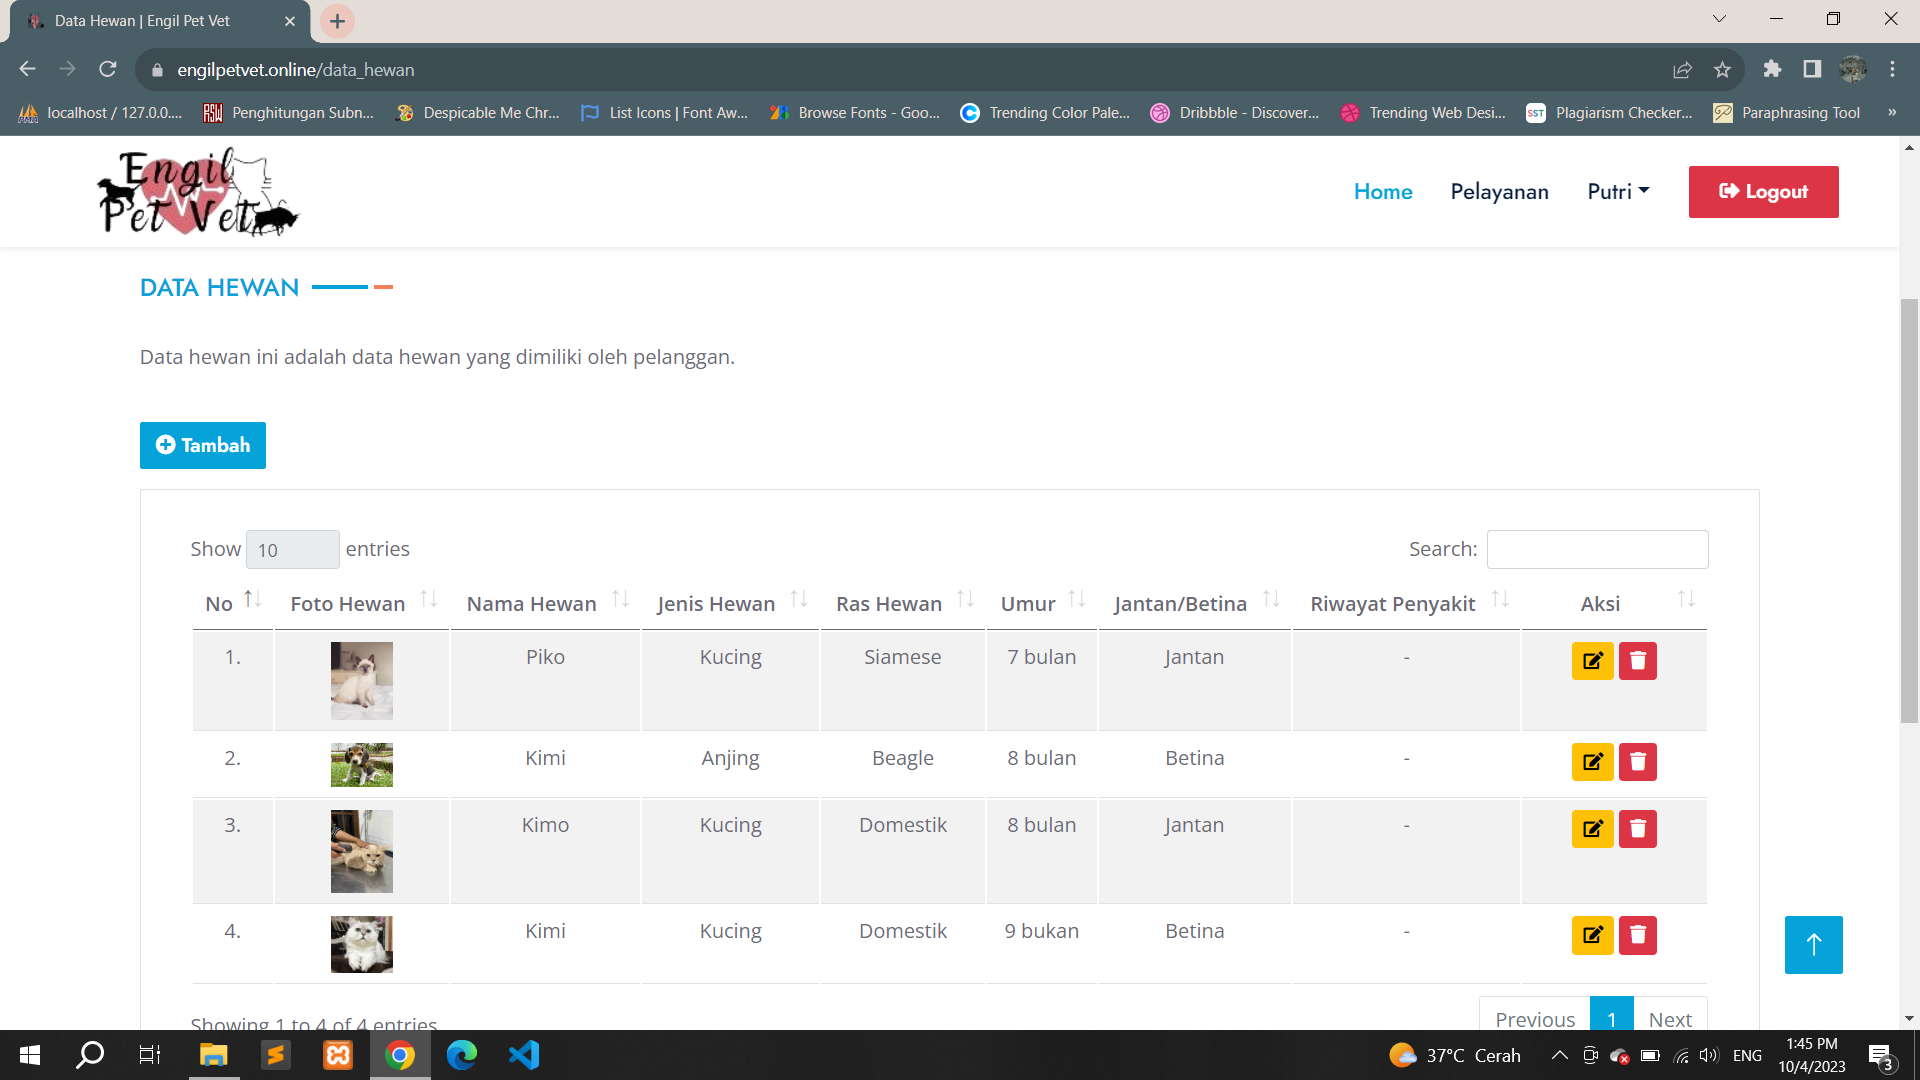 Data Hewan | Engil Pet Vet
engilpetvet.online/data_hewan
localhost / 127.0.0.... Penghitungan Subn... Despicable Me Chr... List Icons | Font Aw... Browse Fonts - Goo... Trending Color Pale... Dribbble - Discover... Trending Web Desi... Plagiarism Checker... Paraphrasing Tool »
Engil
Pet Vet
Home Pelayanan Putri Logout
DATA HEWAN
Data hewan ini adalah data hewan yang dimiliki oleh pelanggan.
Tambah
Show 10 entries Search:
No Foto Hewan Nama Hewan Jenis Hewan Ras Hewan Umur Jantan/Betina Riwayat Penyakit Aksi
1. Piko Kucing Siamese 7 bulan Jantan -
2. Kimi Anjing Beagle 8 bulan Betina -
3. Kimo Kucing Domestik 8 bulan Jantan -
4. Kimi Kucing Domestik 9 bukan Betina -
Showing 1 to 4 of 4 entries Previous 1 Next
37°C Cerah ENG 1:45 PM
10/4/2023 3